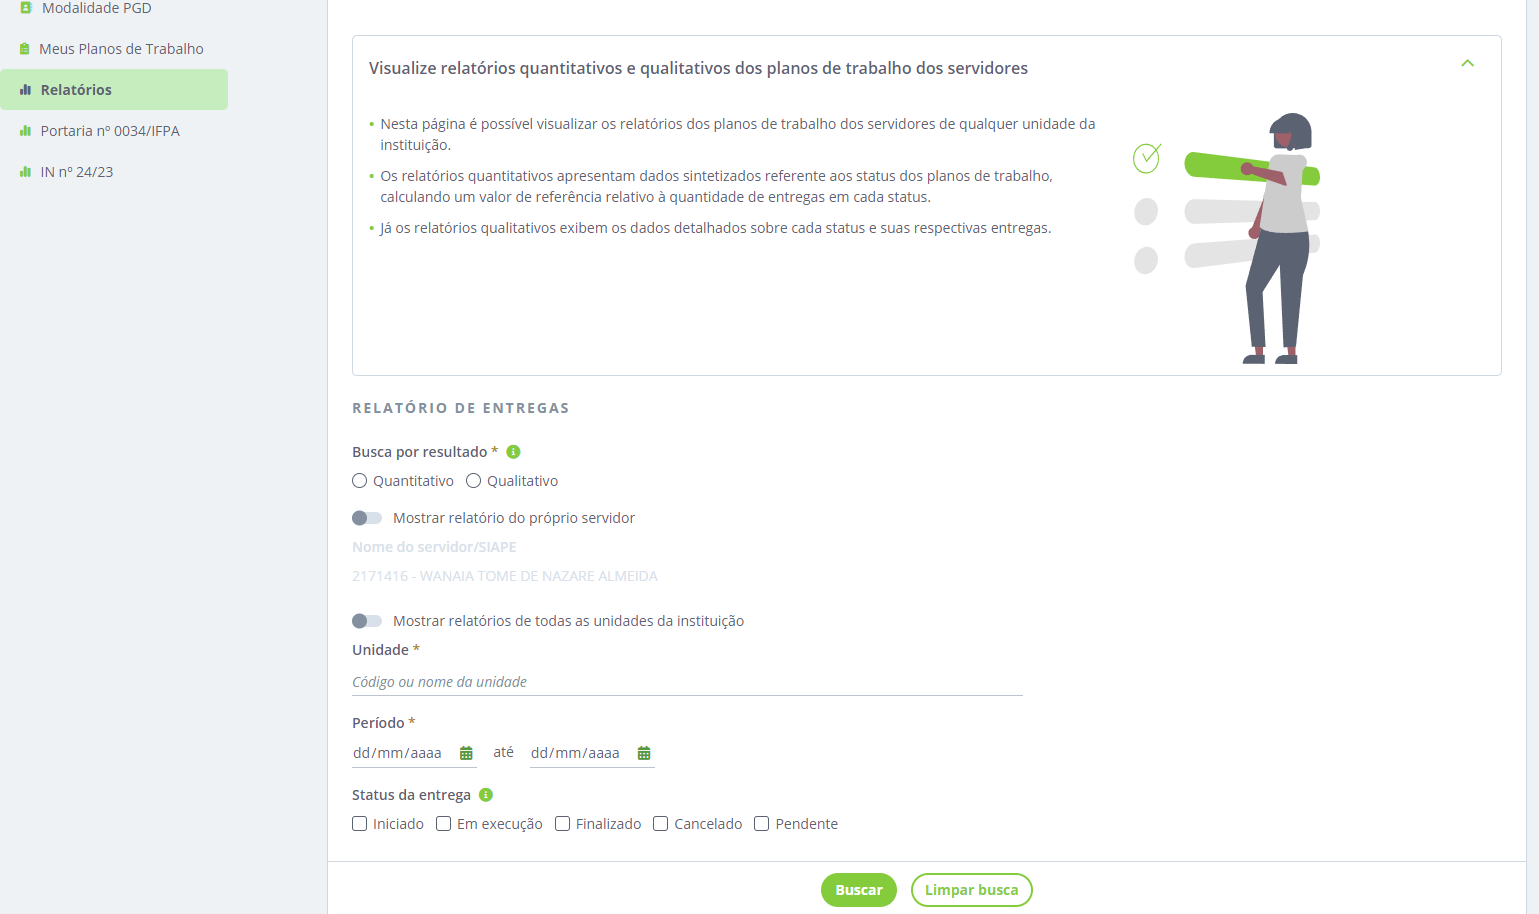 Modalidade PGD
Meus Planos de Trabalho
Relatórios
Portaria nº 0034/IFPA
IN nº 24/23
Visualize relatórios quantitativos e qualitativos dos planos de trabalho dos servidores
Nesta página é possível visualizar os relatórios dos planos de trabalho dos servidores de qualquer unidade da
instituição.
Os relatórios quantitativos apresentam dados sintetizados referente aos status dos planos de trabalho,
calculando um valor de referência relativo à quantidade de entregas em cada status.
Já os relatórios qualitativos exibem os dados detalhados sobre cada status e suas respectivas entregas.
RELATÓRIO DE ENTREGAS
Busca por resultado *
Quantitativo Qualitativo
Mostrar relatório do próprio servidor
Nome do servidor/SIAPE
2171416 - WANAIA TOME DE NAZARE ALMEIDA
Mostrar relatórios de todas as unidades da instituição
Unidade *
Código ou nome da unidade
Período *
dd/mm/aaaa até dd/mm/aaaa
Status da entrega
Iniciado Em execução Finalizado Cancelado Pendente
Buscar Limpar busca